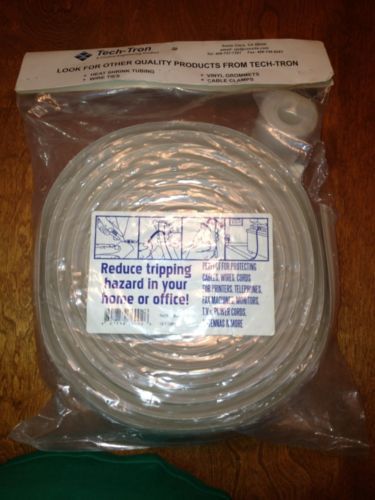 Tech-Tron
LOOK FOR OTHER QUALITY PRODUCTS FROM TECH-TRON
• HEAT SHRINK TUBING
• WIRE TIES
• VINYL GROMMETS
• CABLE CLAMPS
Reduce tripping
hazard in your
home or office!
PERFECT FOR PROTECTING
CABLES, WIRES, CORDS
FOR PRINTERS, TELEPHONES,
FAX MACHINES, MONITORS,
T.V. POWER CORDS,
& MORE